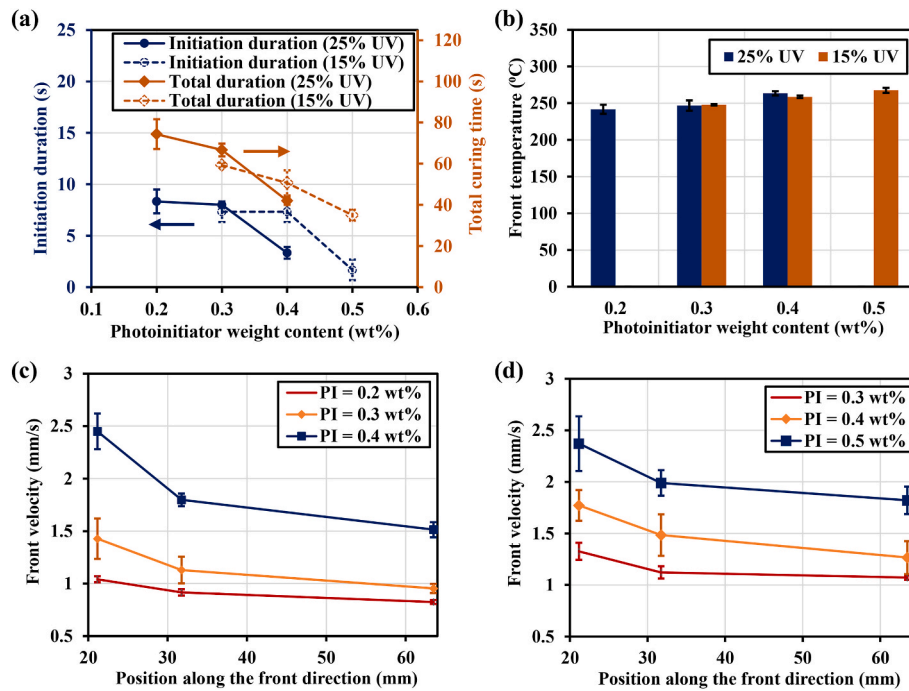 (a)
25
20
15
10
5
0
Initiation duration (s)
Initiation duration (25% UV)
Initiation duration (15% UV)
Total duration (25% UV)
Total duration (15% UV)
120
100
80
60
40
20
0
Total curing time (s)
0.1 0.2 0.3 0.4 0.5 0.6
Photoinitiator weight content (wt%)
(b)
350
300
250
200
150
100
50
0
Front temperature (ºC)
25% UV 15% UV
0.2 0.3 0.4 0.5
Photoinitiator weight content (wt%)
(c)
3
2.5
2
1.5
1
0.5
Front velocity (mm/s)
PI = 0.2 wt%
PI = 0.3 wt%
PI = 0.4 wt%
20 30 40 50 60
Position along the front direction (mm)
(d)
3
2.5
2
1.5
1
0.5
Front velocity (mm/s)
PI = 0.3 wt%
PI = 0.4 wt%
PI = 0.5 wt%
20 30 40 50 60
Position along the front direction (mm)